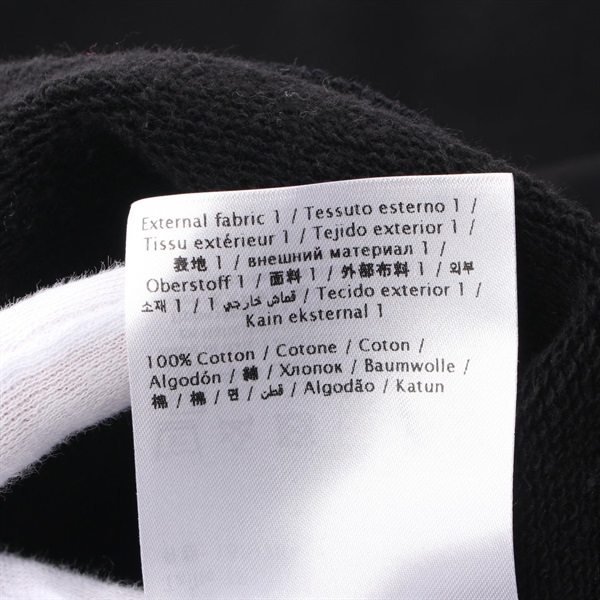 External fabric 1 / Tessuto esterno 1 /
Tissu extérieur 1 / Tejido exterior 1 /
表地 1 / внешний материал 1 /
Oberstoff 1 / 面料 1 / 外部布料 1 / 외부
소재 1 / قماش خارجي 1 / Tecido exterior 1 /
Kain eksternal 1
100% Cotton / Cotone / Coton /
Algodón / 綿 / Хлопок / Baumwolle /
棉 / 棉 / 면 / قطن / Algodão / Katun